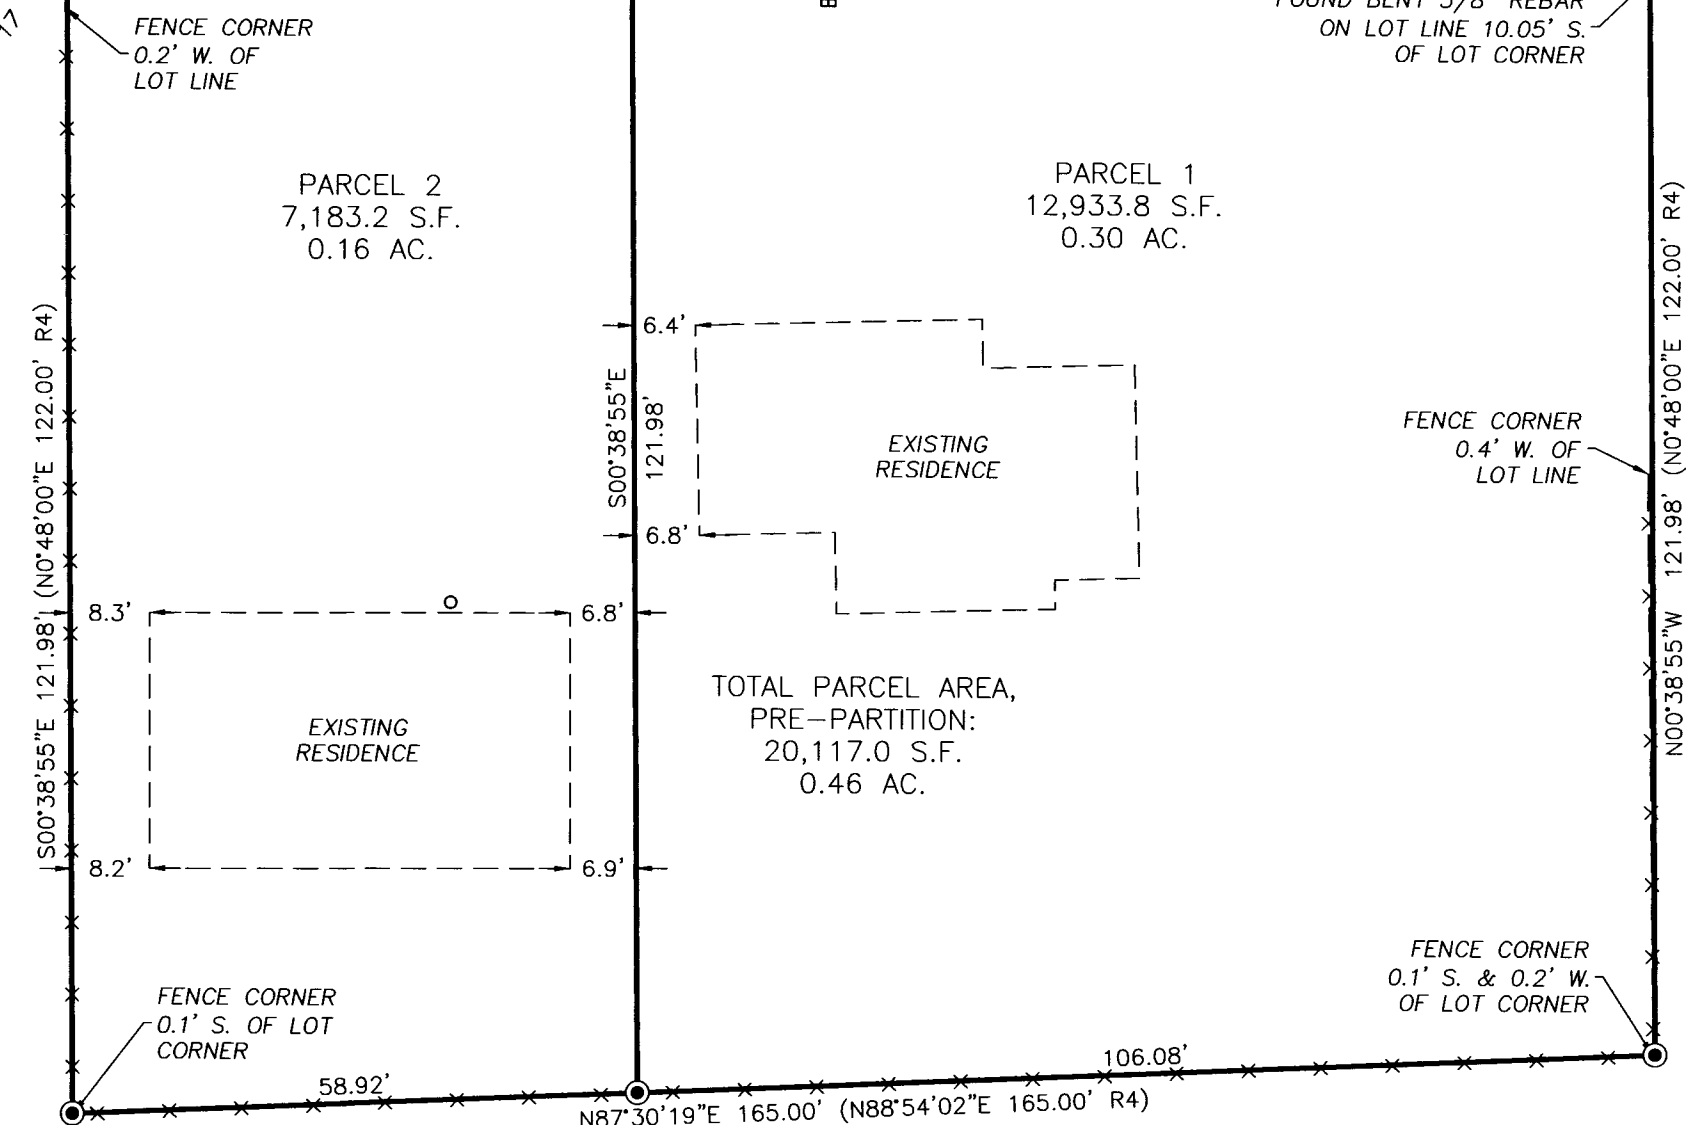 FENCE CORNER
0.2' W. OF
LOT LINE
FOUND BENT 5/8" REBAR
ON LOT LINE 10.05' S.
OF LOT CORNER
PARCEL 2
7,183.2 S.F.
0.16 AC.
PARCEL 1
12,933.8 S.F.
0.30 AC.
S00°38'55"E 121.98' (N0°48'00"E 122.00' R4)
6.4'
S00°38'55"E
121.98'
6.8'
EXISTING
RESIDENCE
FENCE CORNER
0.4' W. OF
LOT LINE
N00°38'55"W 121.98' (N0°48'00"E 122.00' R4)
8.3'
6.8'
EXISTING
RESIDENCE
8.2'
6.9'
TOTAL PARCEL AREA,
PRE-PARTITION:
20,117.0 S.F.
0.46 AC.
FENCE CORNER
0.1' S. OF LOT
CORNER
FENCE CORNER
0.1' S. & 0.2' W.
OF LOT CORNER
58.92'
106.08'
N87°30'19"E 165.00' (N88°54'02"E 165.00' R4)